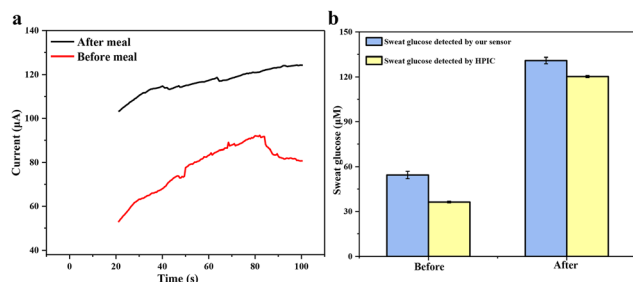 a
After meal
Before meal
Current (μA)
140
120
100
80
60
40
0
20
40
60
80
100
Time (s)
b
Sweat glucose detected by our sensor
Sweat glucose detected by HPIC
Sweat glucose (μM)
160
120
90
60
30
0
Before
After